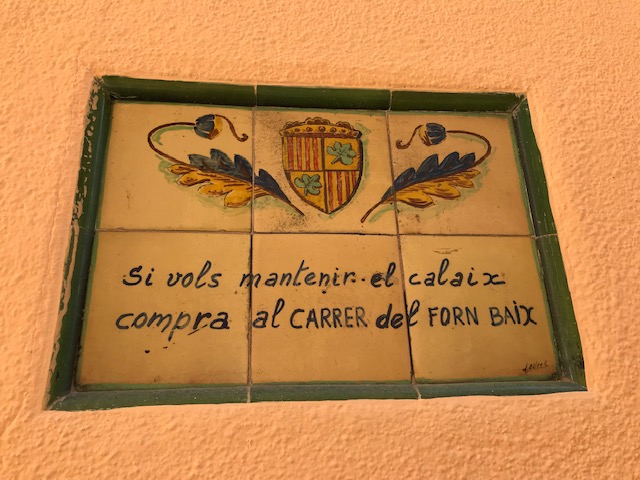 si vols mantenir el calaix
compra al CARRER del FORN BAIX